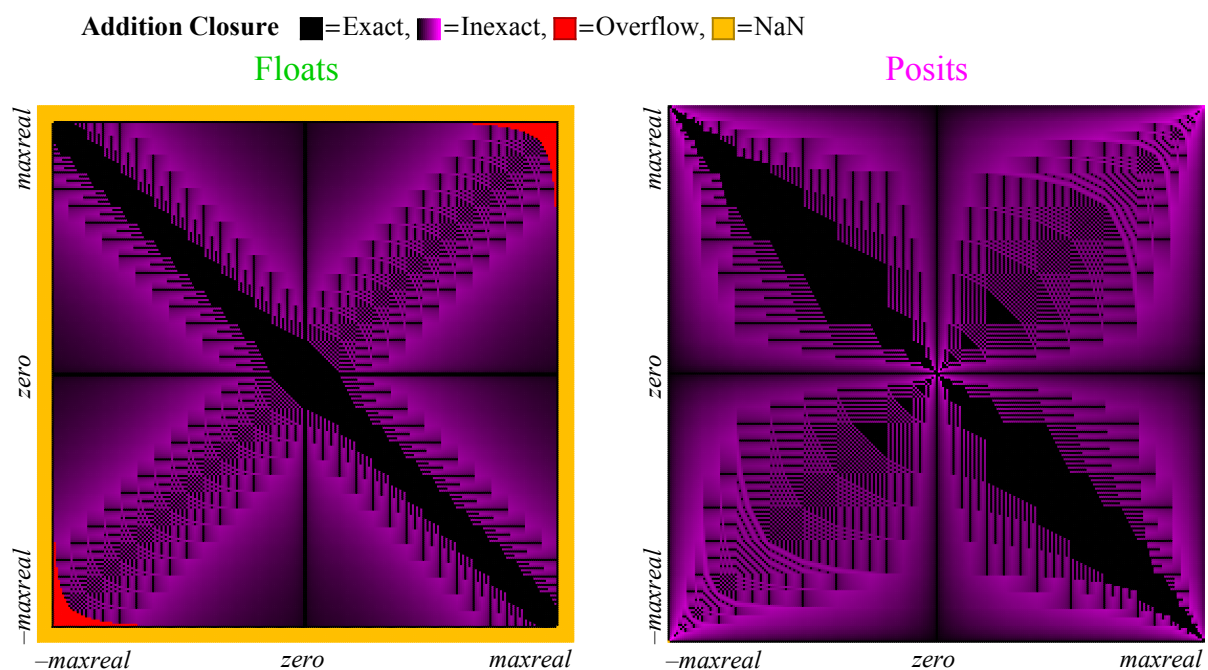 Addition Closure =Exact, =Inexact, =Overflow, =NaN
Floats
Posits
maxreal
zero
–maxreal
–maxreal zero maxreal
maxreal
zero
–maxreal
–maxreal zero maxreal